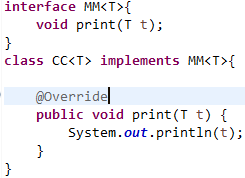 interface MM<T>{
    void print(T t);
}
class CC<T> implements MM<T>{

    @Override
    public void print(T t) {
        System.out.println(t);
    }
}